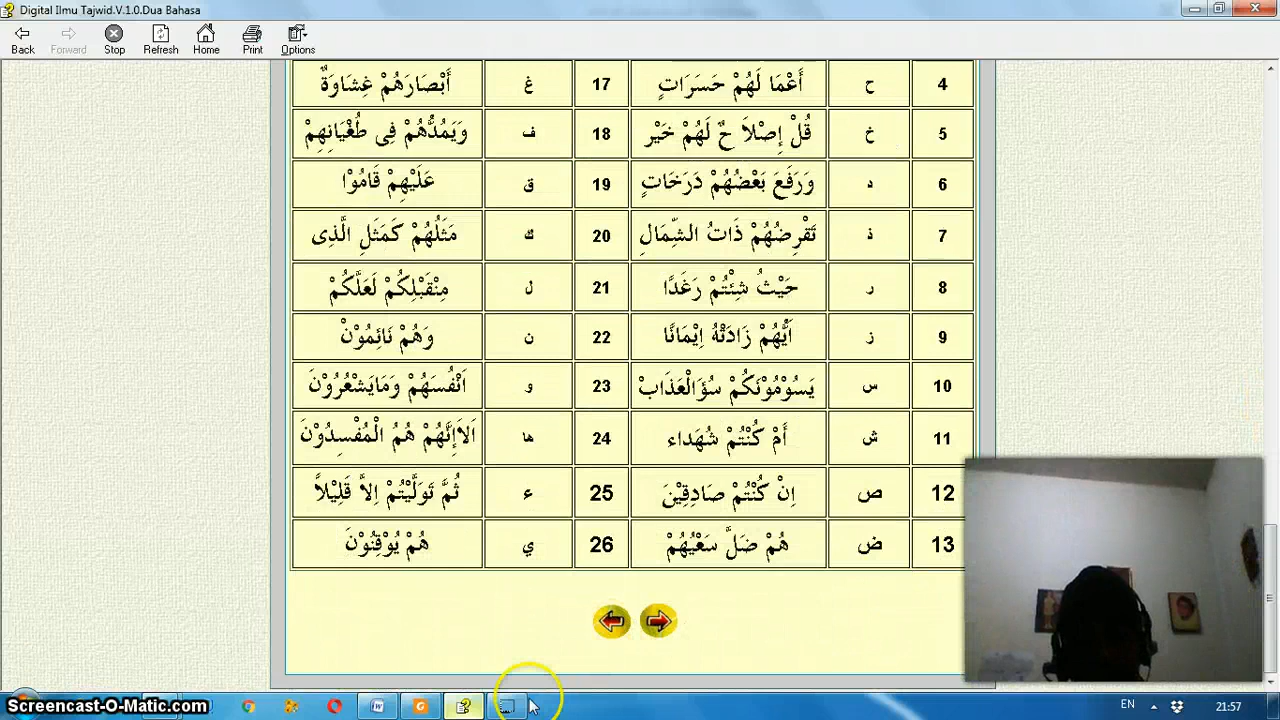 Digital Ilmu Tajwid.V.1.0.Dua Bahasa
Back Forward Stop Refresh Home Print Options
4 ح أَعْمَا لَهُمْ حَسَرَاتٍ 17 غ أَبْصَارَهُمْ غِشَاوَةٌ
5 خ قُلْ إِصْلاَ حٌ لَهُمْ خَيْر 18 ف وَيَمُدُّهُمْ فِى طُغْيَانِهِمْ
6 د وَرَفَعَ بَعْضُهُمْ دَرَخَاتٍ 19 ق عَلَيْهِمْ قَامُوْا
7 ذ تَقْرِضُهُمْ ذَاتُ الشِّمَالِ 20 ك مَثَلُهُمْ كَمَثَلِ الَّذِى
8 ر حَيْثُ شِئْتُمْ رَغَدًا 21 ل مِنْقَبْلِكُمْ لَعَلَّكُمْ
9 ز اَيُّهُمْ زَادَتْهُ اِيْمَانًا 22 ن وَهُمْ نَائِمُوْنْ
10 س يَسُوْمُوْنَكُمْ سُؤَالْعَذَابْ 23 و اَنْفُسَهُمْ وَمَايَشْعُرُوْنَ
11 ش أَمْ كُنْتُمْ شُهَداء 24 ها اَلاَإِنَّهُمْ هُمُ الْمُفْسِدُوْنَ
12 ص اِنْ كُنْتُمْ صَادِقِيْنَ 25 ء ثُمَّ تَوَلَّيْتُمْ اِلاَّ قَلِيْلاً
13 ض هُمْ ضَلَّ سَعْيُهُمْ 26 ي هُمْ يُوْقِنُوْنَ
Screencast-O-Matic.com EN 21:57